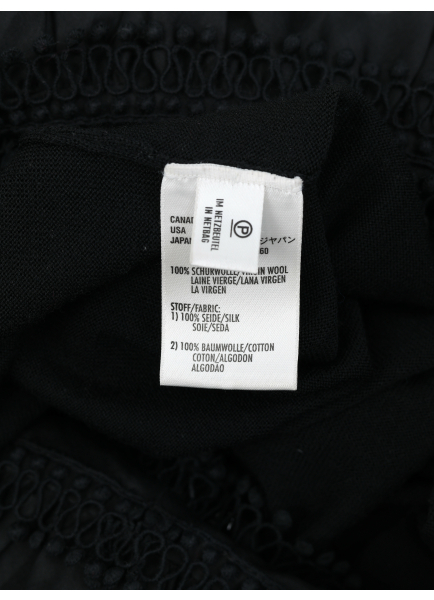 IM NETZBEUTEL
IN NETBAG
P
CANAD
USA
JAPAN ジャパン
60
100% SCHURWOLLE/VIRGIN WOOL
LAINE VIERGE/LANA VIRGEN
LA VIRGEN
STOFF/FABRIC:
1) 100% SEIDE/SILK
SOIE/SEDA
2) 100% BAUMWOLLE/COTTON
COTON/ALGODON
ALGODAO